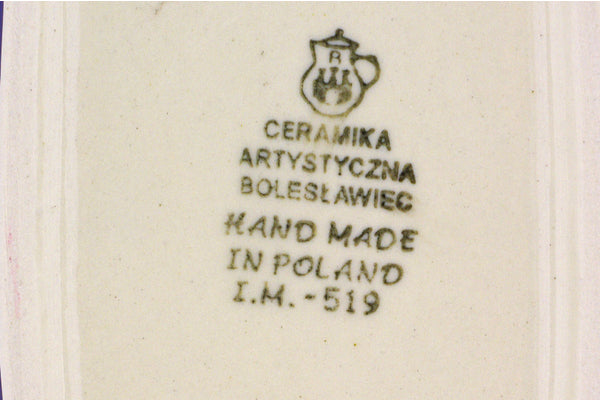 R
CERAMIKA
ARTYSTYCZNA
BOLESŁAWIEC
HAND MADE
IN POLAND
I.M.-519